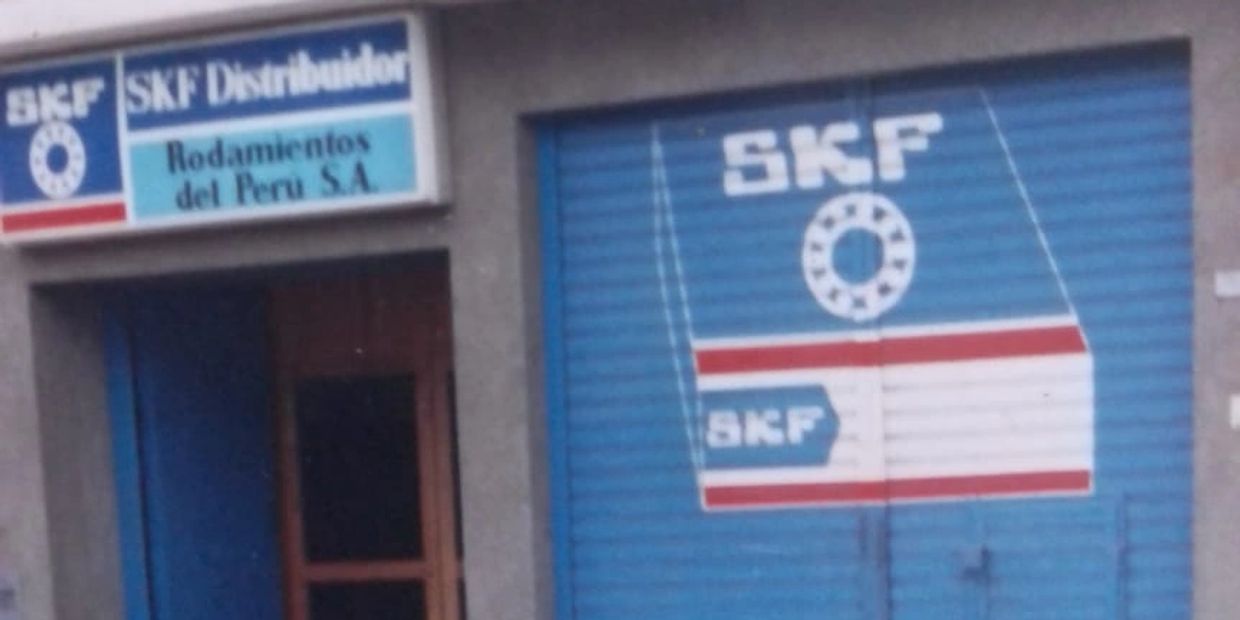 SKF
SKF Distribuidor
Rodamientos
del Perú S.A.
SKF
SKF